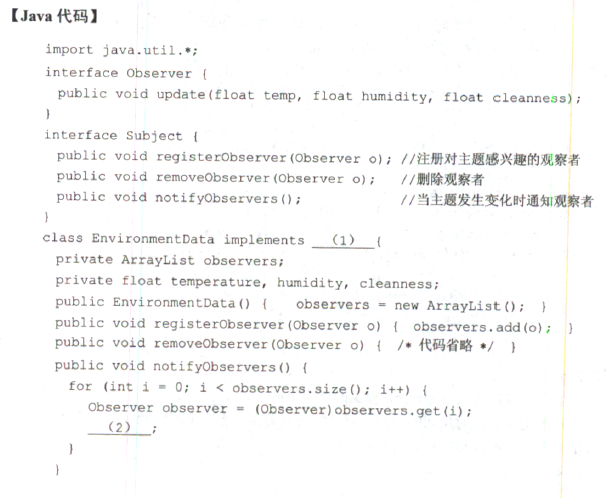 【Java 代码】
import java.util.*;
interface Observer {
public void update(float temp, float humidity, float cleanness);
}
interface Subject {
public void registerObserver(Observer o); //注册对主题感兴趣的观察者
public void removeObserver(Observer o); //删除观察者
public void notifyObservers(); //当主题发生变化时通知观察者
}
class EnvironmentData implements (1) {
private ArrayList observers;
private float temperature, humidity, cleanness;
public EnvironmentData() { observers = new ArrayList(); }
public void registerObserver(Observer o) { observers.add(o); }
public void removeObserver(Observer o) { /* 代码省略 */ }
public void notifyObservers() {
for (int i = 0; i < observers.size(); i++) {
Observer observer = (Observer)observers.get(i);
(2) ;
}
}